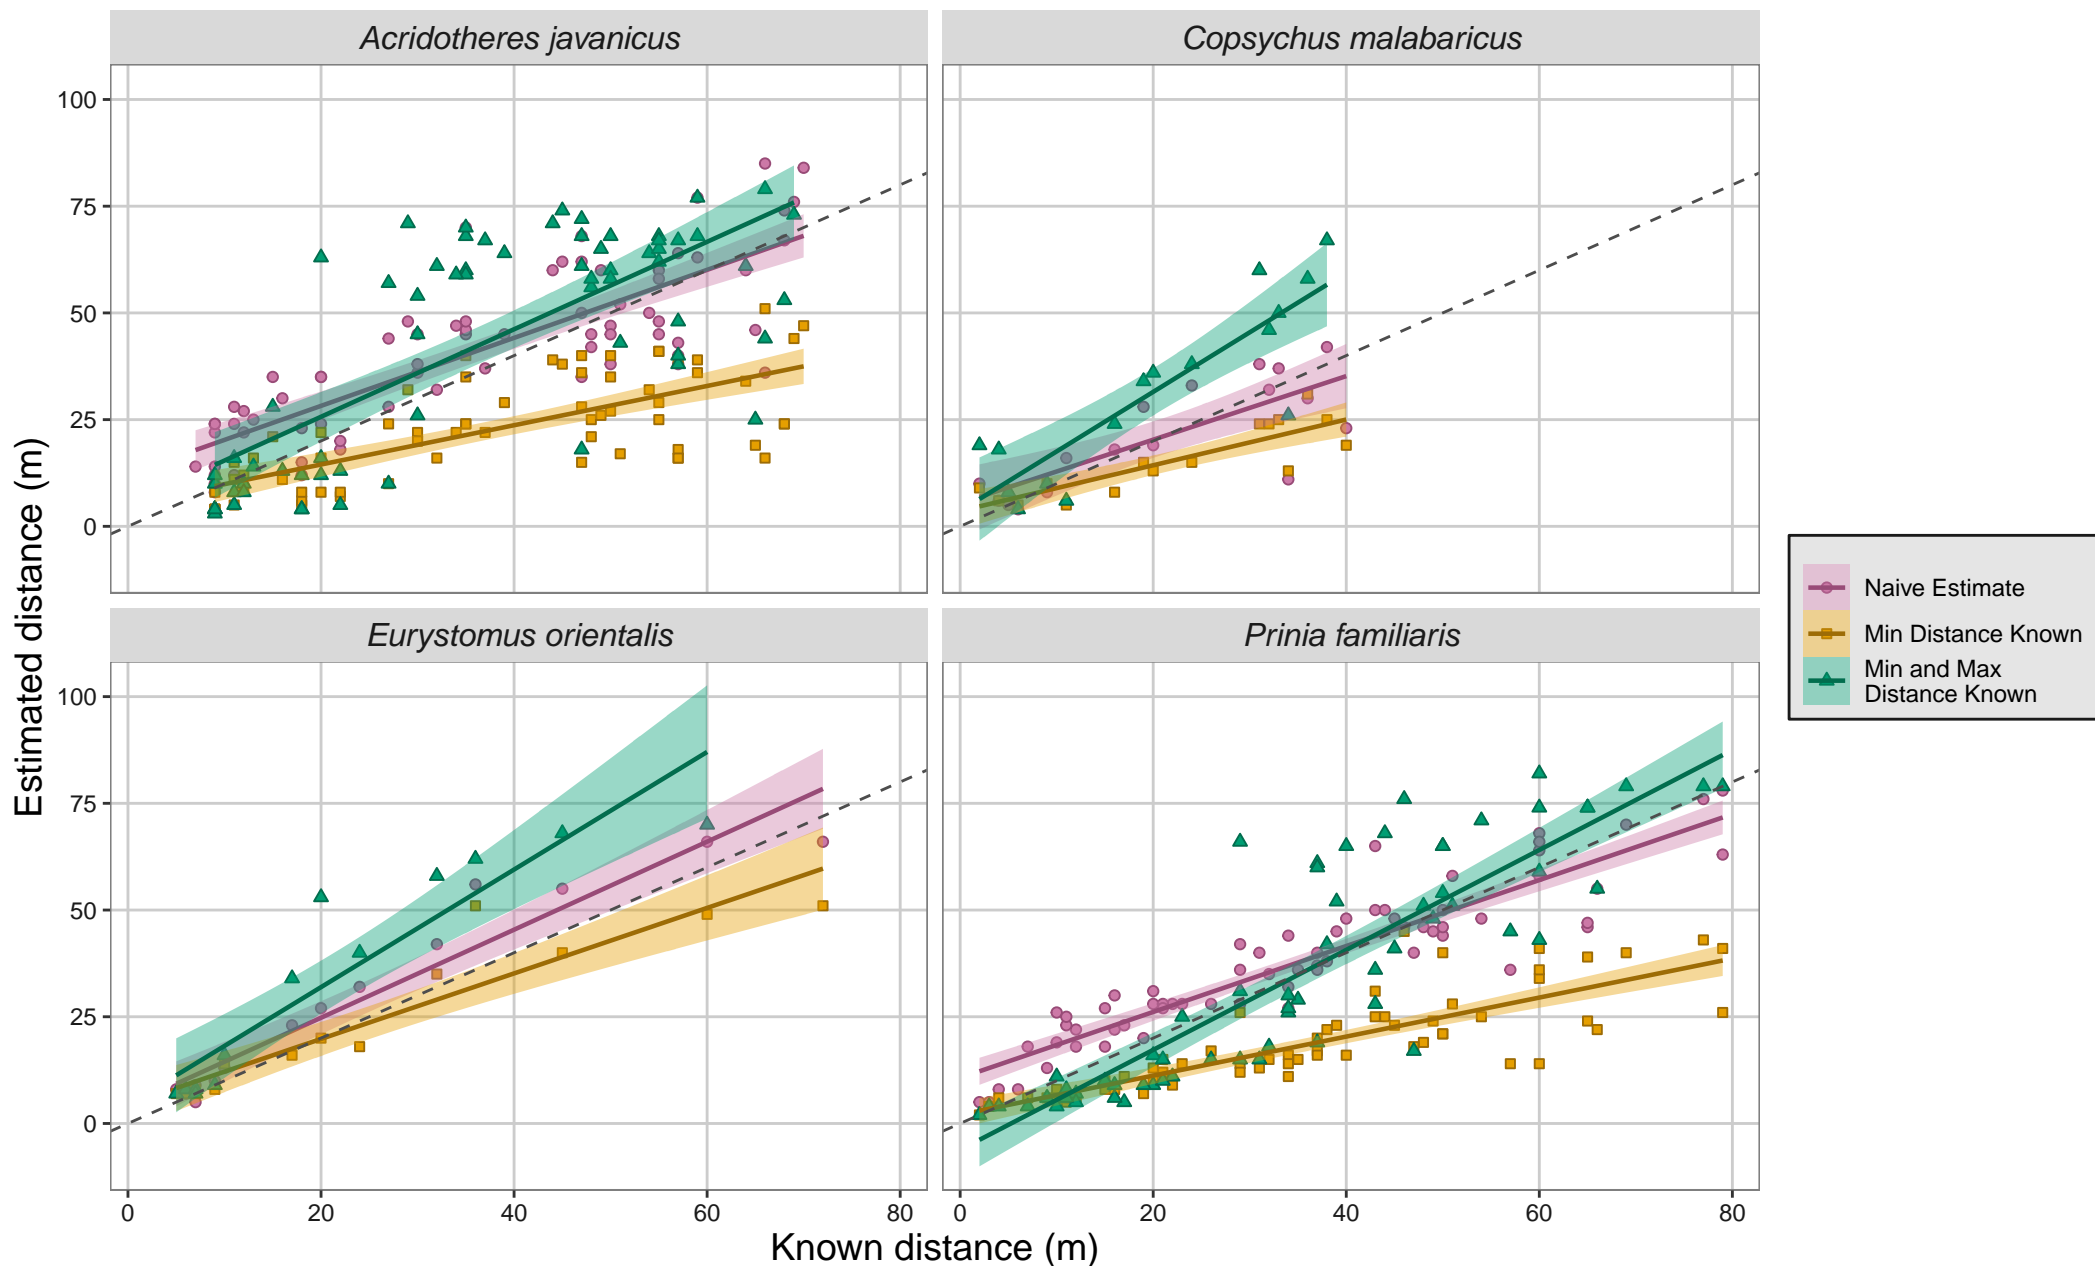 Acridotheres javanicus
Copsychus malabaricus
100
75
50
25
0
Estimated distance (m)
Eurystomus orientalis
Prinia familiaris
100
75
50
25
0
0 20 40 60 80
0 20 40 60 80
Known distance (m)
Naive Estimate
Min Distance Known
Min and Max
Distance Known